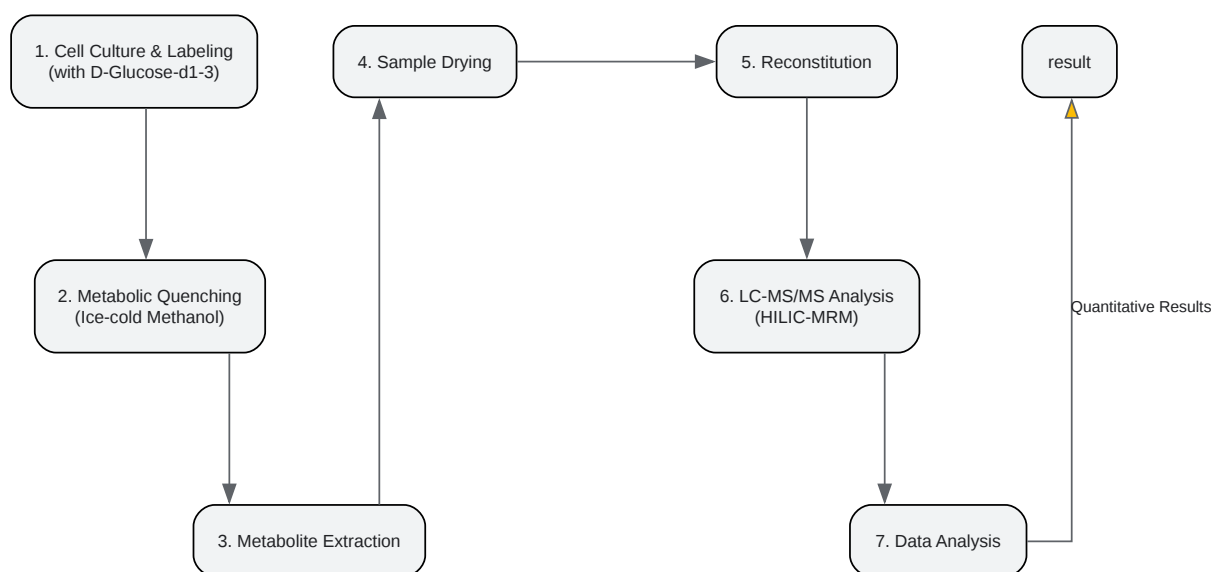 1. Cell Culture & Labeling
(with D-Glucose-d1-3)
2. Metabolic Quenching
(Ice-cold Methanol)
3. Metabolite Extraction
4. Sample Drying
5. Reconstitution
6. LC-MS/MS Analysis
(HILIC-MRM)
7. Data Analysis
Quantitative Results
result